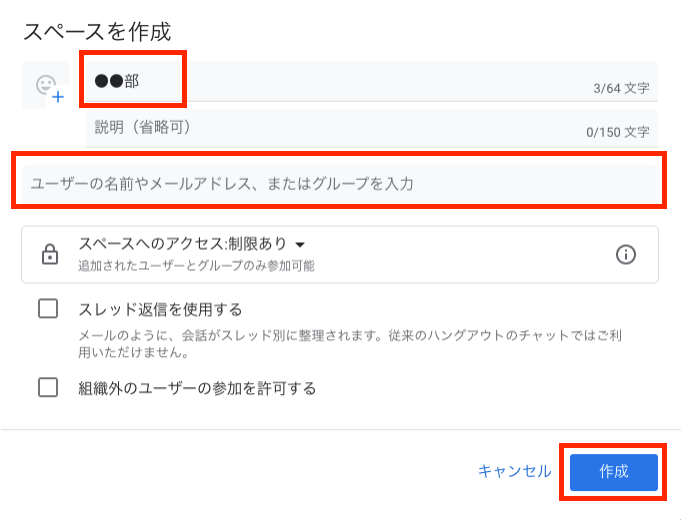 スペースを作成
●●部
3/64 文字
説明（省略可）
0/150 文字
ユーザーの名前やメールアドレス、またはグループを入力
スペースへのアクセス:制限あり
追加されたユーザーとグループのみ参加可能
スレッド返信を使用する
メールのように、会話がスレッド別に整理されます。従来のハングアウトのチャットではご利
用いただけません。
組織外のユーザーの参加を許可する
キャンセル
作成